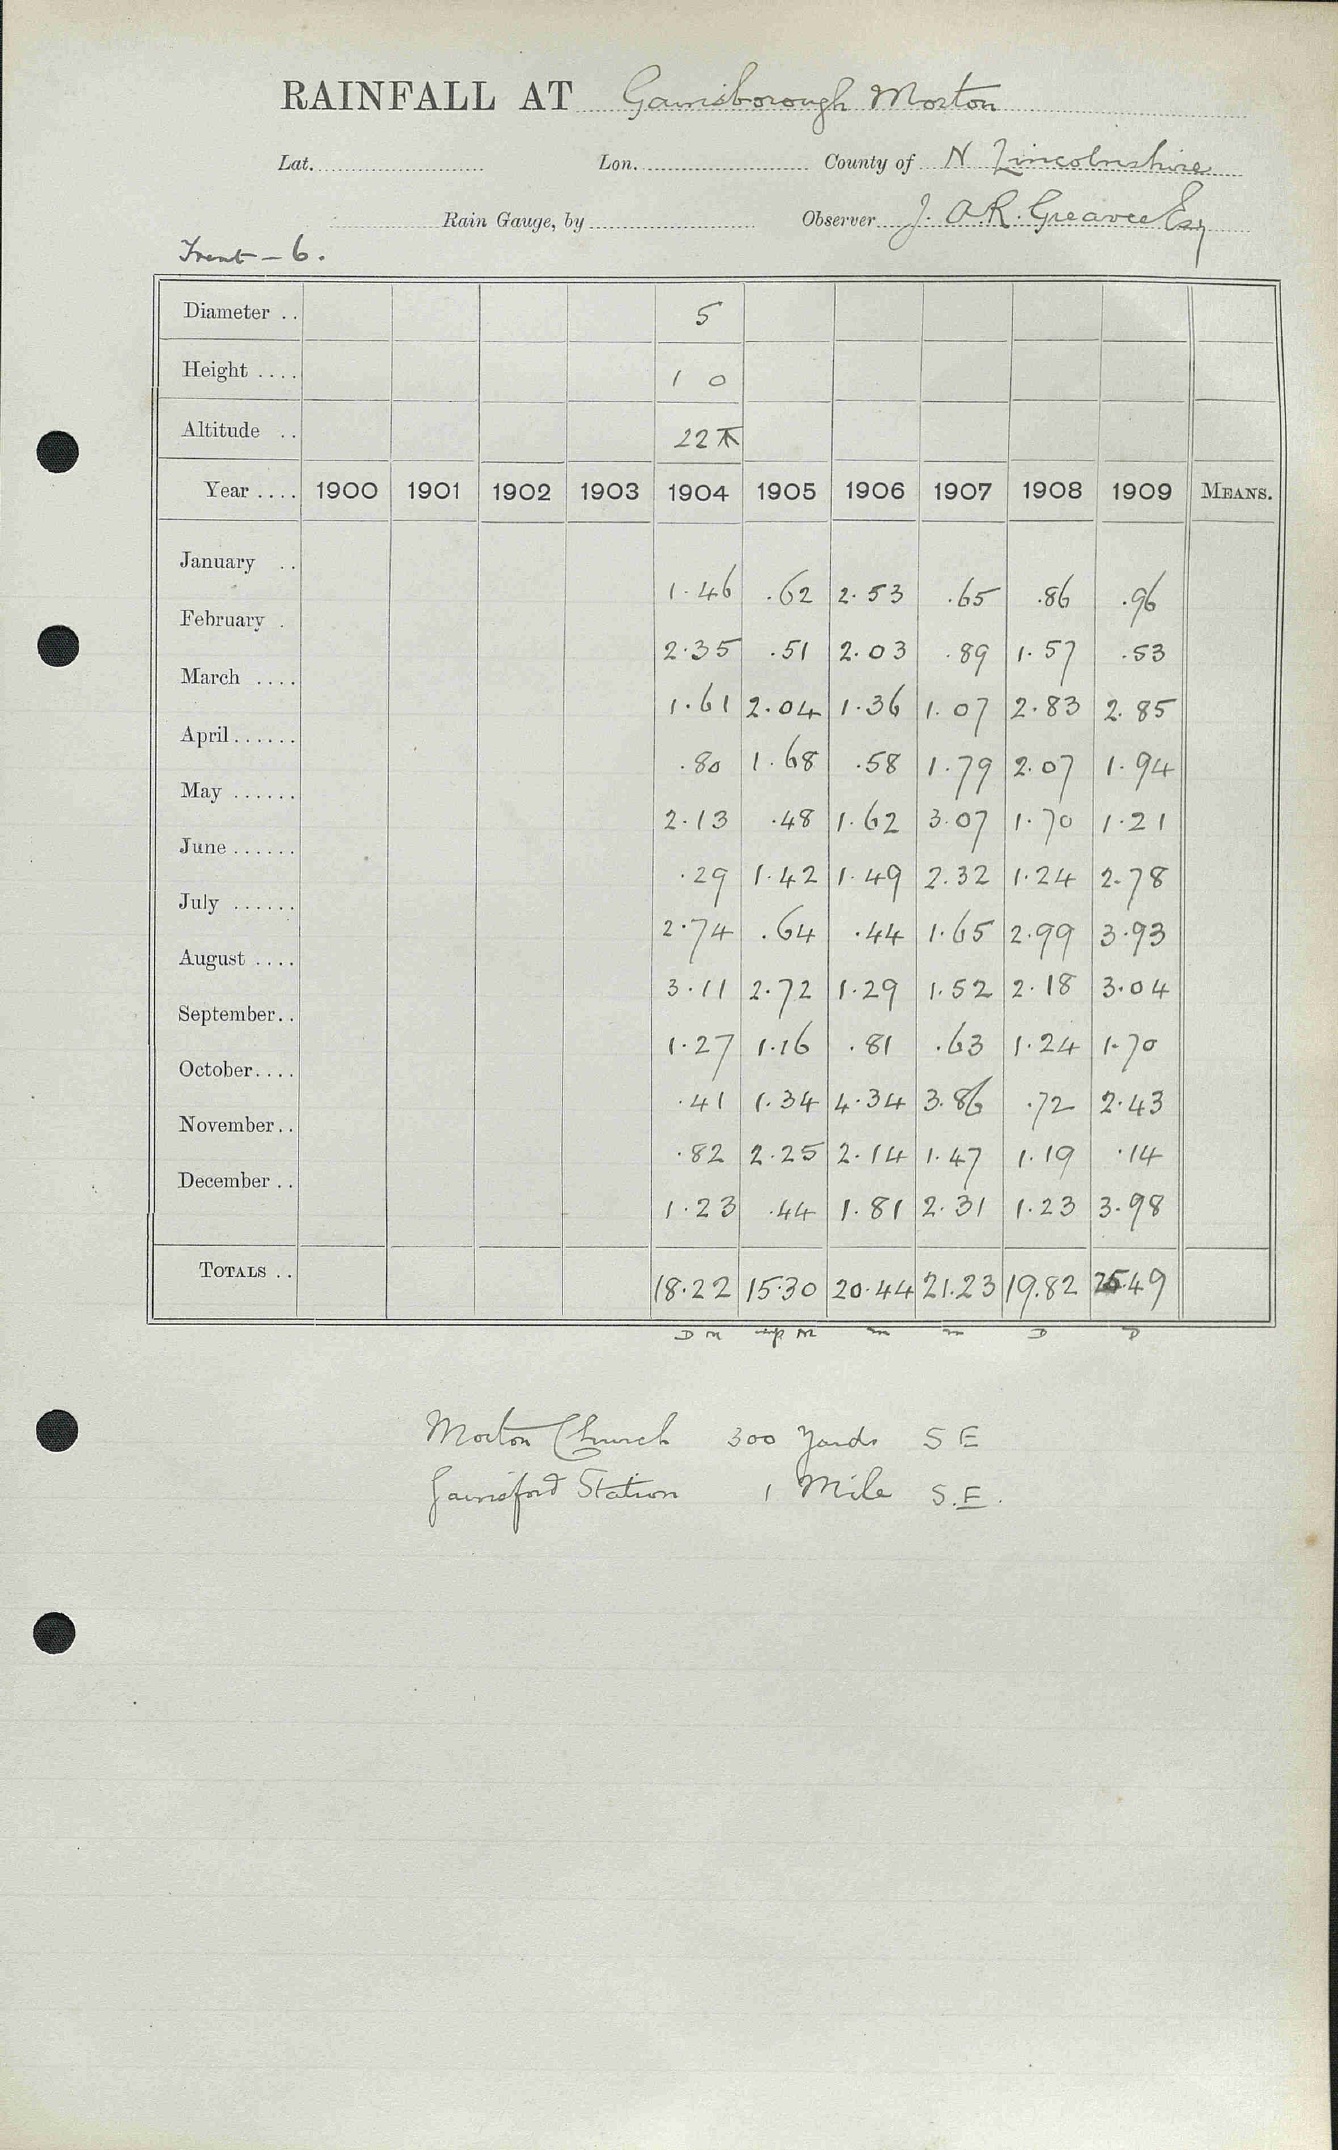 RAINFALL AT Gainsborough Morton
Lat. Lon. County of N Lincolnshire
Rain Gauge, by Observer J. A.R. Greaves Esq
Trent - 6.
Diameter .. 5
Height .... 1 0
Altitude .. 22
Year .... 1900 1901 1902 1903 1904 1905 1906 1907 1908 1909 MEANS.
January .. 1.46 .62 2.53 .65 .86 .96
February . 2.35 .51 2.03 .89 1.57 .53
March .... 1.61 2.04 1.36 1.07 2.83 2.85
April ...... .80 1.68 .58 1.79 2.07 1.94
May ...... 2.13 .48 1.62 3.07 1.70 1.21
June ...... .29 1.42 1.49 2.32 1.24 2.78
July ...... 2.74 .64 .44 1.65 2.99 3.93
August .... 3.11 2.72 1.29 1.52 2.18 3.04
September.. 1.27 1.16 .81 .63 1.24 1.70
October.... .41 1.34 4.34 3.86 .72 2.43
November.. .82 2.25 2.14 1.47 1.19 .14
December .. 1.23 .44 1.81 2.31 1.23 3.98
TOTALS .. 18.22 15.30 20.44 21.23 19.82 25.49
D m m m D D
Morton Church 300 Yards S E
Gainsford Station 1 Mile S.E.